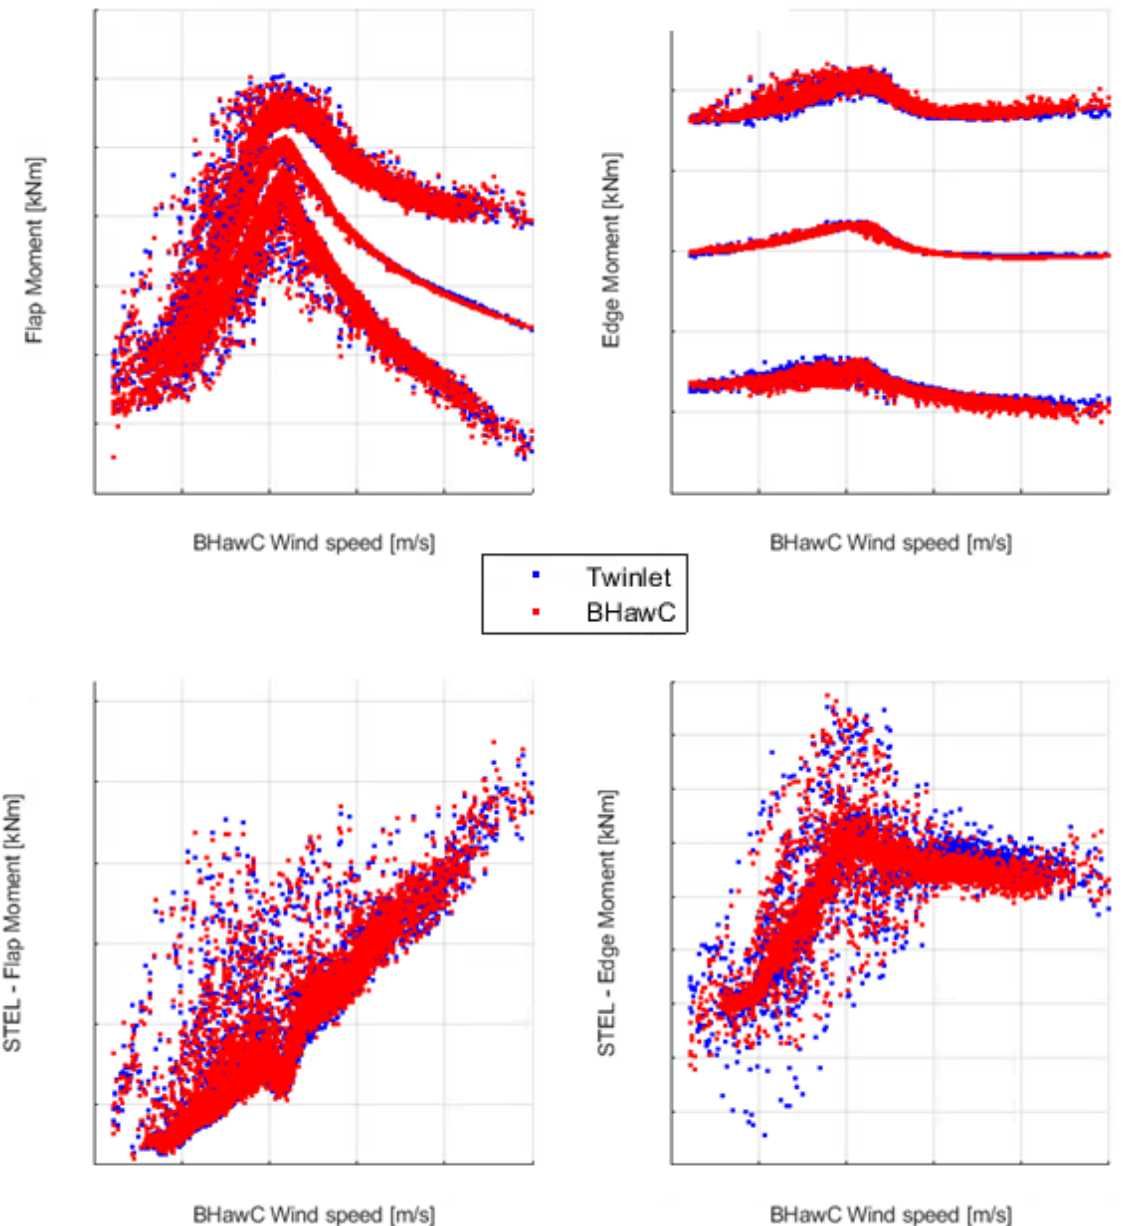 Flap Moment [kNm]
BHawC Wind speed [m/s]
Edge Moment [kNm]
BHawC Wind speed [m/s]
Twinlet
BHawC
STEL - Flap Moment [kNm]
BHawC Wind speed [m/s]
STEL - Edge Moment [kNm]
BHawC Wind speed [m/s]